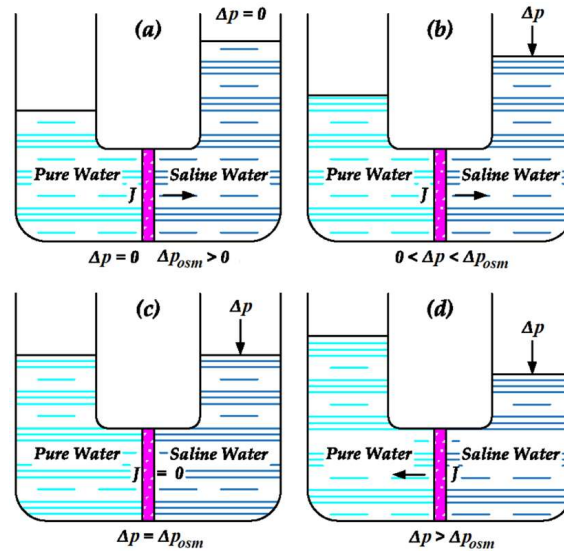 (a)
Δp = 0
Pure Water
Saline Water
J
Δp = 0
Δp_osm > 0
(b)
Δp
Pure Water
Saline Water
J
0 < Δp < Δp_osm
(c)
Δp
Pure Water
Saline Water
J = 0
Δp = Δp_osm
(d)
Δp
Pure Water
Saline Water
J
Δp > Δp_osm